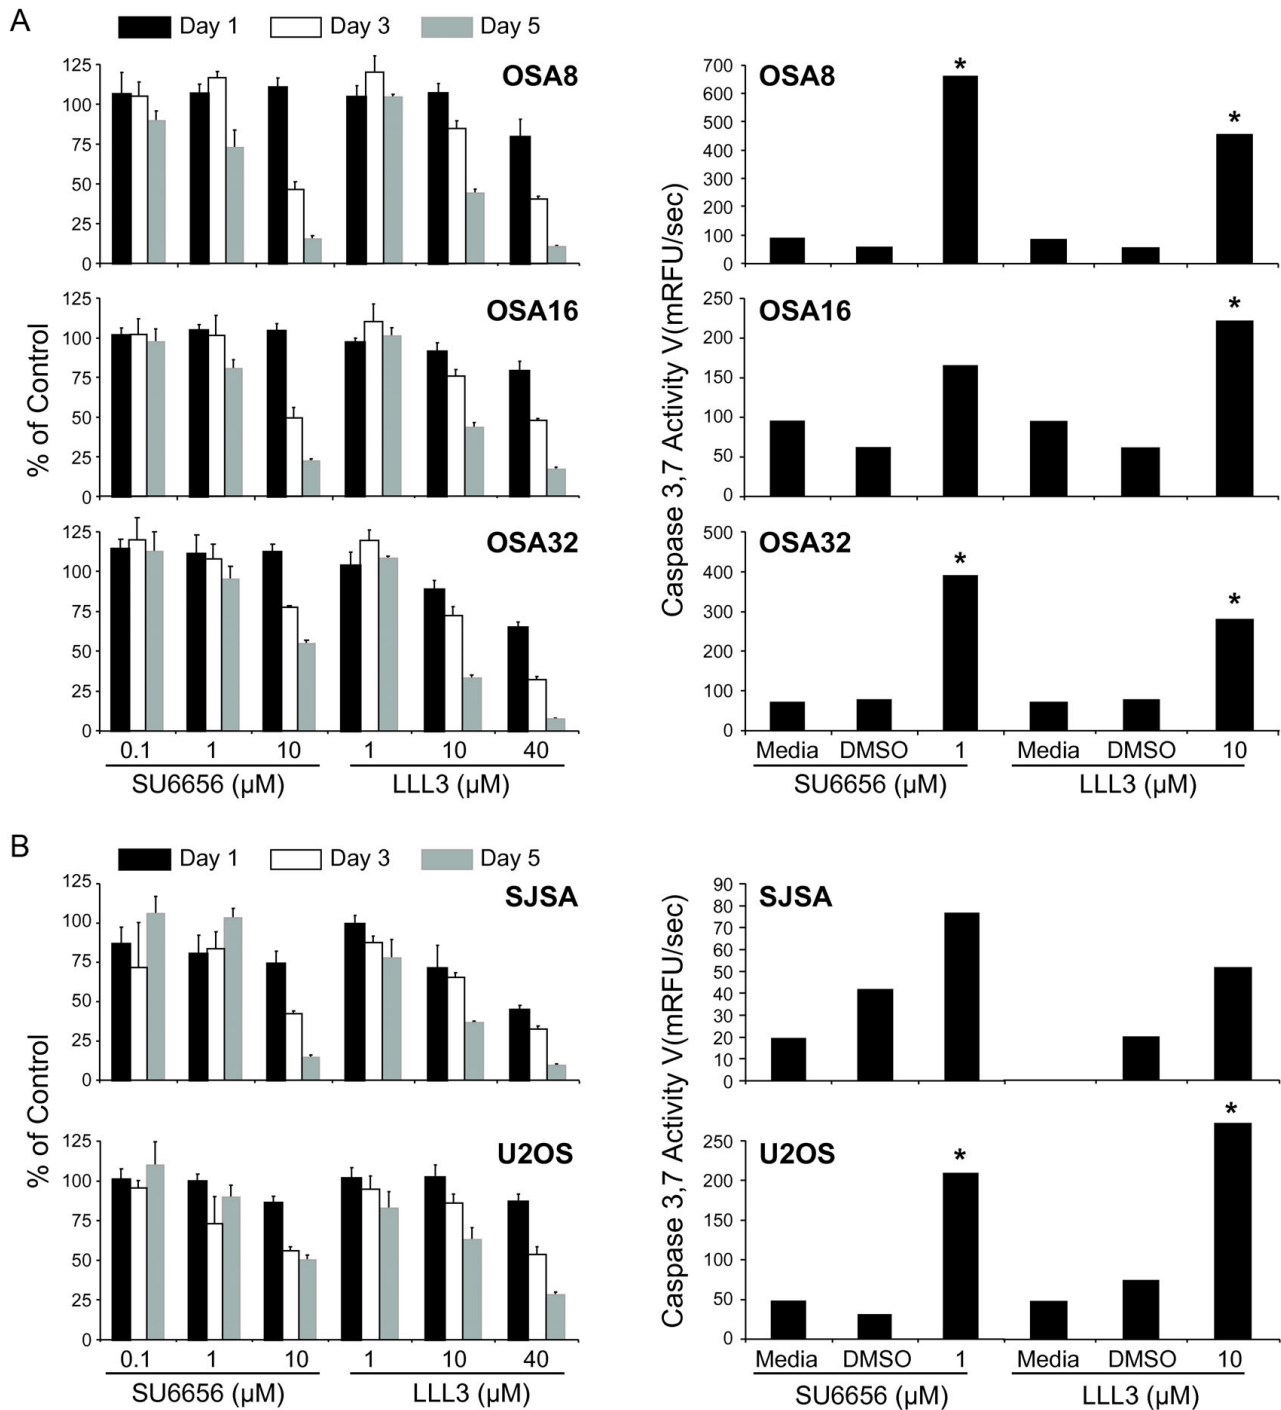 A
Day 1 Day 3 Day 5
% of Control
125
100
75
50
25
0
OSA8
125
100
75
50
25
0
OSA16
125
100
75
50
25
0
OSA32
0.1 1 10 1 10 40
SU6656 (µM) LLL3 (µM)
Caspase 3,7 Activity V(mRFU/sec)
700
600
500
400
300
200
100
0
OSA8
* *
250
200
150
100
50
0
OSA16
*
500
400
300
200
100
0
OSA32
* *
Media DMSO 1 Media DMSO 10
SU6656 (µM) LLL3 (µM)
B
Day 1 Day 3 Day 5
% of Control
125
100
75
50
25
0
SJSA
125
100
75
50
25
0
U2OS
0.1 1 10 1 10 40
SU6656 (µM) LLL3 (µM)
Caspase 3,7 Activity V(mRFU/sec)
90
80
70
60
50
40
30
20
10
0
SJSA
250
200
150
100
50
0
U2OS
* *
Media DMSO 1 Media DMSO 10
SU6656 (µM) LLL3 (µM)